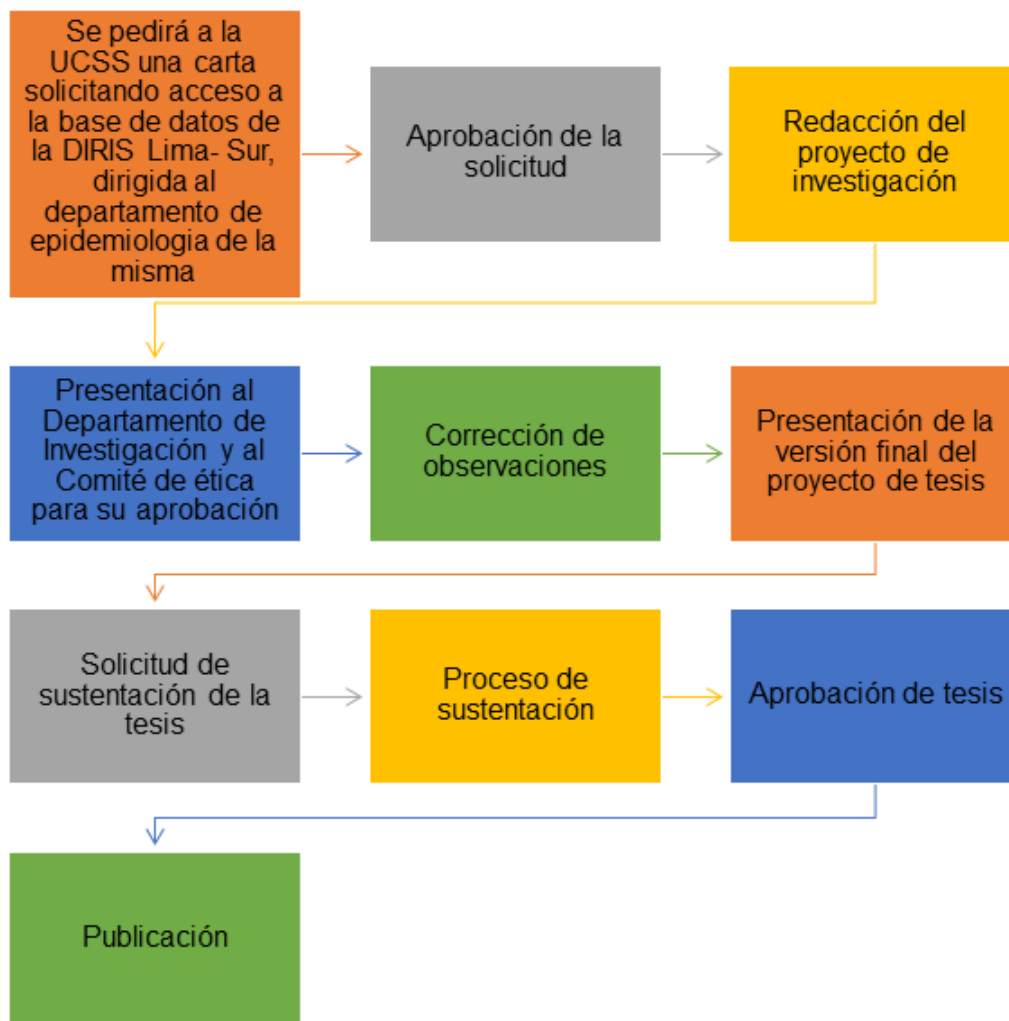 Se pedirá a la
UCSS una carta
solicitando acceso a
la base de datos de
la DIRIS Lima- Sur,
dirigida al
departamento de
epidemiologia de la
misma
Aprobación de la
solicitud
Redacción del
proyecto de
investigación
Presentación al
Departamento de
Investigación y al
Comité de ética
para su aprobación
Corrección de
observaciones
Presentación de la
versión final del
proyecto de tesis
Solicitud de
sustentación de la
tesis
Proceso de
sustentación
Aprobación de tesis
Publicación